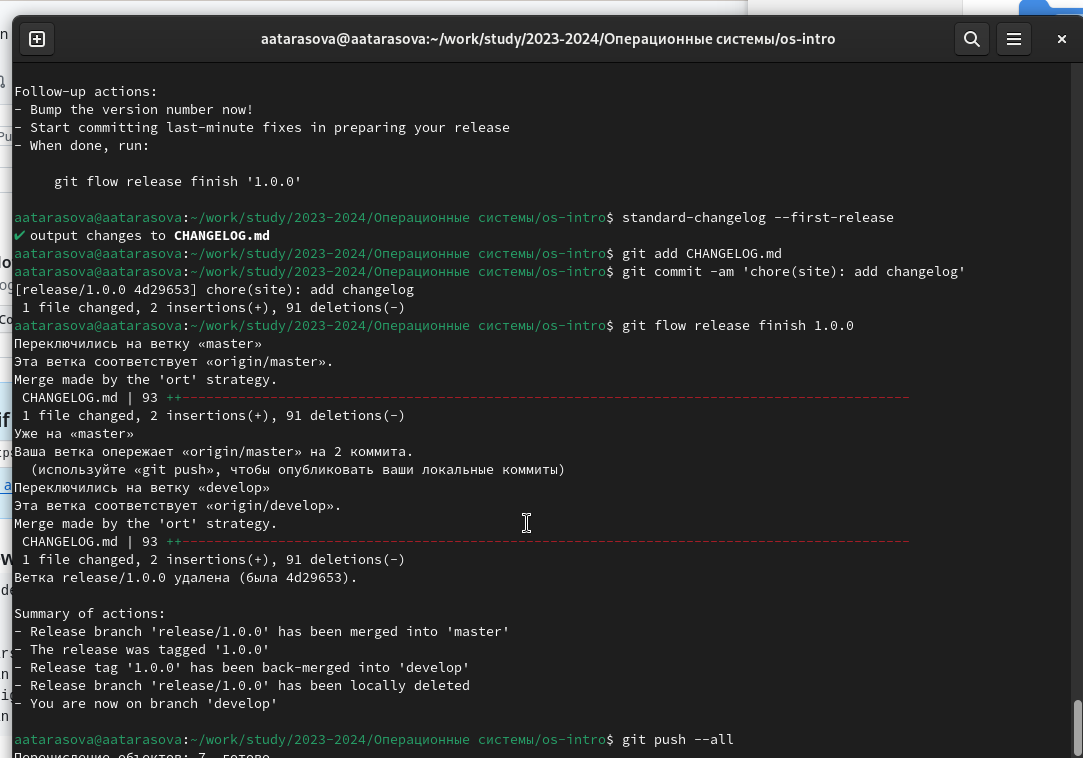 aatarasova@aatarasova:~/work/study/2023-2024/Операционные системы/os-intro
Follow-up actions:
- Bump the version number now!
- Start committing last-minute fixes in preparing your release
- When done, run:
git flow release finish '1.0.0'
aatarasova@aatarasova:~/work/study/2023-2024/Операционные системы/os-intro$ standard-changelog --first-release
✔ output changes to CHANGELOG.md
aatarasova@aatarasova:~/work/study/2023-2024/Операционные системы/os-intro$ git add CHANGELOG.md
aatarasova@aatarasova:~/work/study/2023-2024/Операционные системы/os-intro$ git commit -am 'chore(site): add changelog'
[release/1.0.0 4d29653] chore(site): add changelog
1 file changed, 2 insertions(+), 91 deletions(-)
aatarasova@aatarasova:~/work/study/2023-2024/Операционные системы/os-intro$ git flow release finish 1.0.0
Переключились на ветку «master»
Эта ветка соответствует «origin/master».
Merge made by the 'ort' strategy.
CHANGELOG.md | 93 ++-------------------------------------------------------------------------------------------
1 file changed, 2 insertions(+), 91 deletions(-)
Уже на «master»
Ваша ветка опережает «origin/master» на 2 коммита.
(используйте «git push», чтобы опубликовать ваши локальные коммиты)
Переключились на ветку «develop»
Эта ветка соответствует «origin/develop».
Merge made by the 'ort' strategy.
CHANGELOG.md | 93 ++-------------------------------------------------------------------------------------------
1 file changed, 2 insertions(+), 91 deletions(-)
Ветка release/1.0.0 удалена (была 4d29653).
Summary of actions:
- Release branch 'release/1.0.0' has been merged into 'master'
- The release was tagged '1.0.0'
- Release tag '1.0.0' has been back-merged into 'develop'
- Release branch 'release/1.0.0' has been locally deleted
- You are now on branch 'develop'
aatarasova@aatarasova:~/work/study/2023-2024/Операционные системы/os-intro$ git push --all
Перечисление объектов: 7, готово.